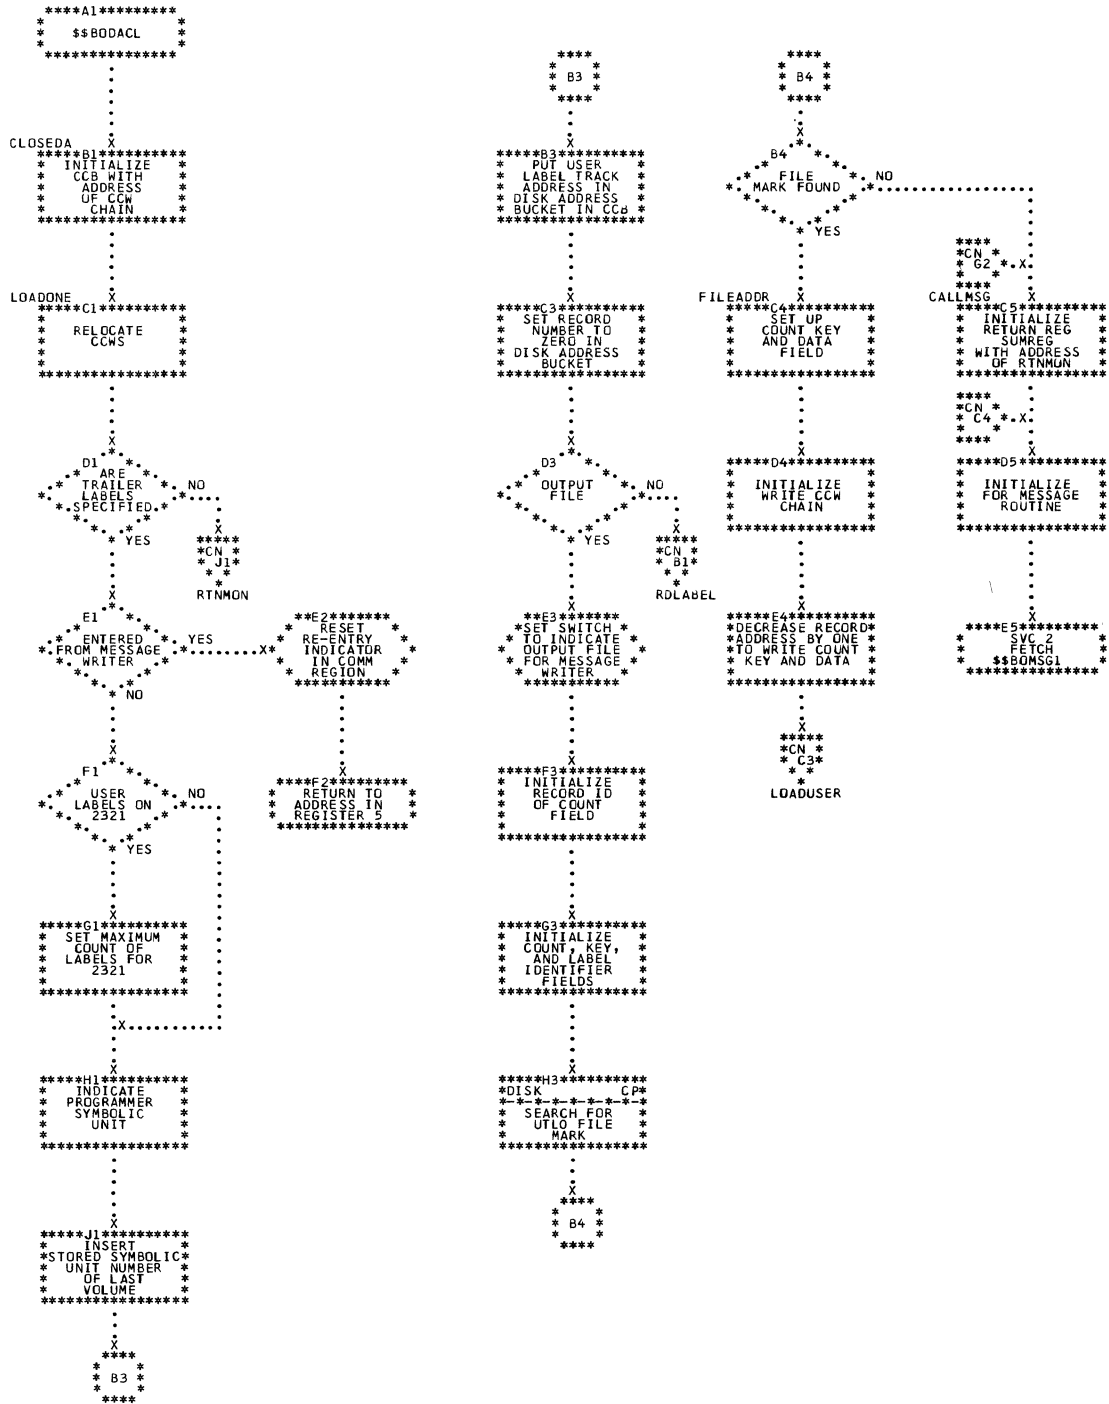 A1
$$BODACL
CLOSEDA
B1
INITIALIZE
CCB WITH
ADDRESS
OF CCW
CHAIN
LOADONE
C1
RELOCATE
CCWS
D1
ARE
TRAILER
LABELS
SPECIFIED
NO
YES
CN
J1
RTNMON
E1
ENTERED
FROM MESSAGE
WRITER
YES
NO
E2
RESET
RE-ENTRY
INDICATOR
IN COMM
REGION
F2
RETURN TO
ADDRESS IN
REGISTER 5
F1
USER
LABELS ON
2321
NO
YES
G1
SET MAXIMUM
COUNT OF
LABELS FOR
2321
H1
INDICATE
PROGRAMMER
SYMBOLIC
UNIT
J1
INSERT
STORED SYMBOLIC
UNIT NUMBER
OF LAST
VOLUME
B3
B3
B3
PUT USER
LABEL TRACK
ADDRESS IN
DISK ADDRESS
BUCKET IN CCB
C3
SET RECORD
NUMBER TO
ZERO IN
DISK ADDRESS
BUCKET
D3
OUTPUT
FILE
NO
YES
CN
B1
RDLABEL
E3
SET SWITCH
TO INDICATE
OUTPUT FILE
FOR MESSAGE
WRITER
F3
INITIALIZE
RECORD ID
OF COUNT
FIELD
G3
INITIALIZE
COUNT, KEY,
AND LABEL
IDENTIFIER
FIELDS
H3
DISK CP
SEARCH FOR
UTLO FILE
MARK
B4
B4
B4
FILE
MARK FOUND
NO
YES
FILEADDR
C4
SET UP
COUNT KEY
AND DATA
FIELD
D4
INITIALIZE
WRITE CCW
CHAIN
E4
DECREASE RECORD
ADDRESS BY ONE
TO WRITE COUNT
KEY AND DATA
CN
C3
LOADUSER
CN
G2
CALLMSG
C5
INITIALIZE
RETURN REG
SUMREG
WITH ADDRESS
OF RTNMON
CN
C4
D5
INITIALIZE
FOR MESSAGE
ROUTINE
E5
SVC 2
FETCH
$$BOMSG1